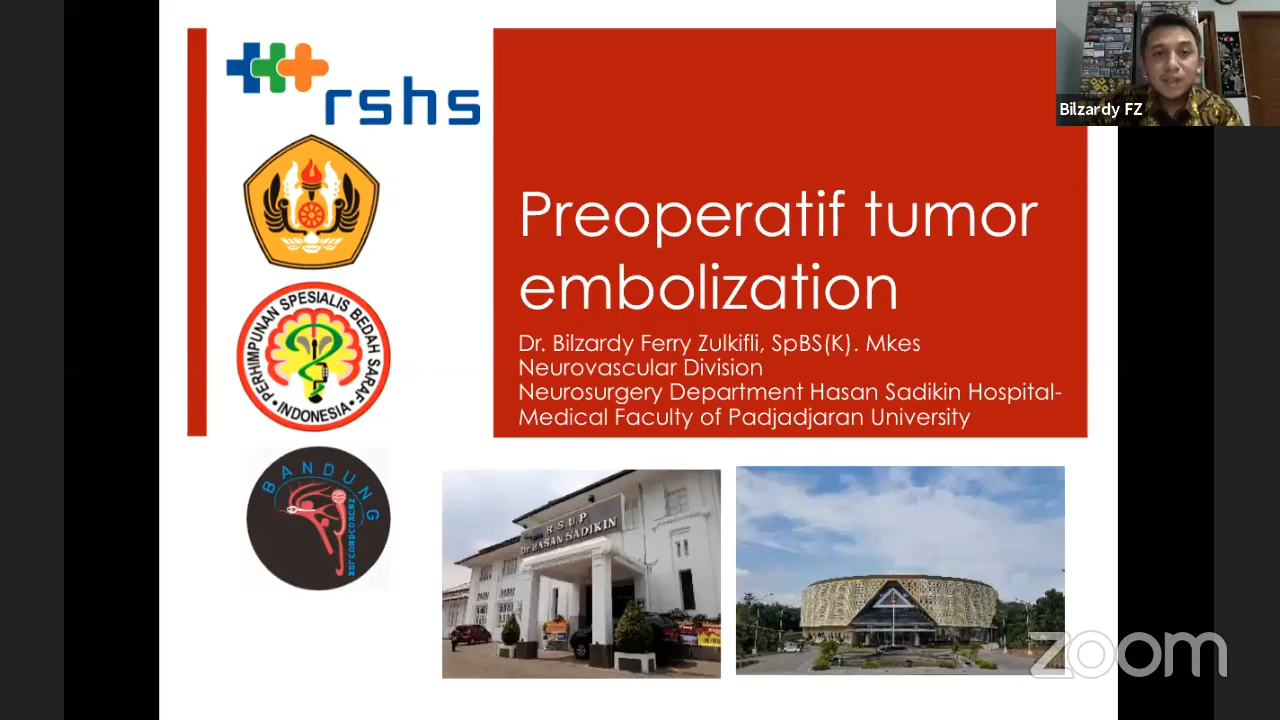 rshs
PERHIMPUNAN SPESIALIS BEDAH SARAF
• INDONESIA •
BANDUNG
Preoperatif tumor
embolization
Dr. Bilzardy Ferry Zulkifli, SpBS(K). Mkes
Neurovascular Division
Neurosurgery Department Hasan Sadikin Hospital-
Medical Faculty of Padjadjaran University
R.S.U.P
Dr. HASAN SADIKIN
Bilzardy FZ
zoom